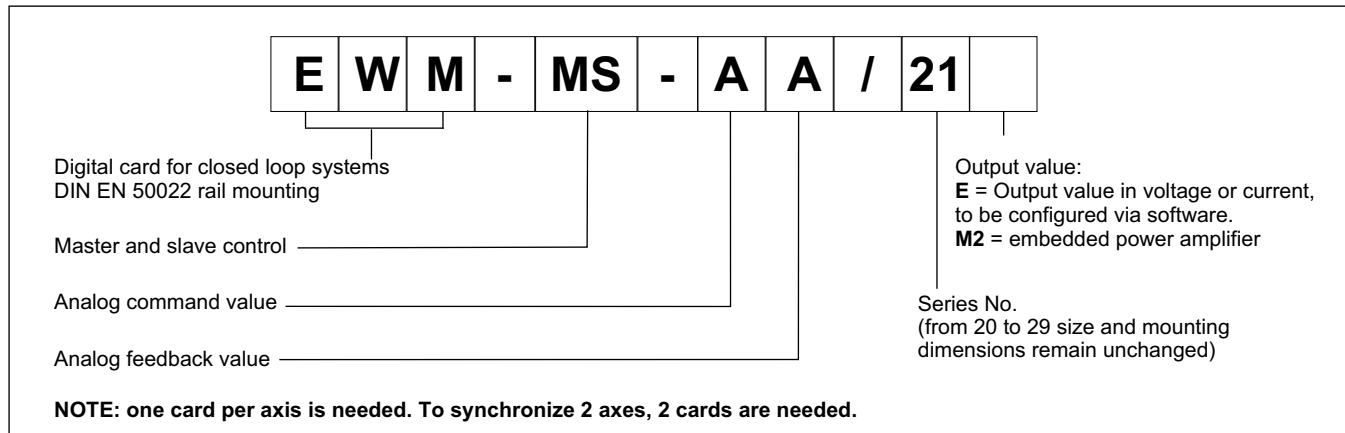 E W M - MS - A A / 21
Digital card for closed loop systems
DIN EN 50022 rail mounting
Master and slave control
Analog command value
Analog feedback value
Output value:
E = Output value in voltage or current,
to be configured via software.
M2 = embedded power amplifier
Series No.
(from 20 to 29 size and mounting
dimensions remain unchanged)
NOTE: one card per axis is needed. To synchronize 2 axes, 2 cards are needed.